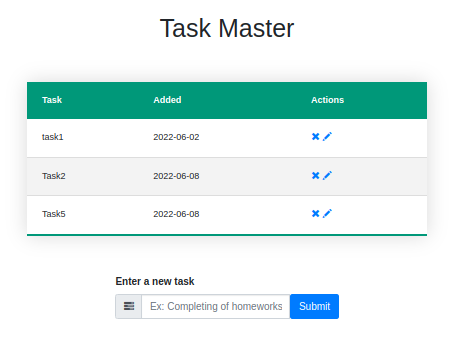 Task Master
Task Added Actions
task1 2022-06-02
Task2 2022-06-08
Task5 2022-06-08
Enter a new task
Ex: Completing of homeworks Submit